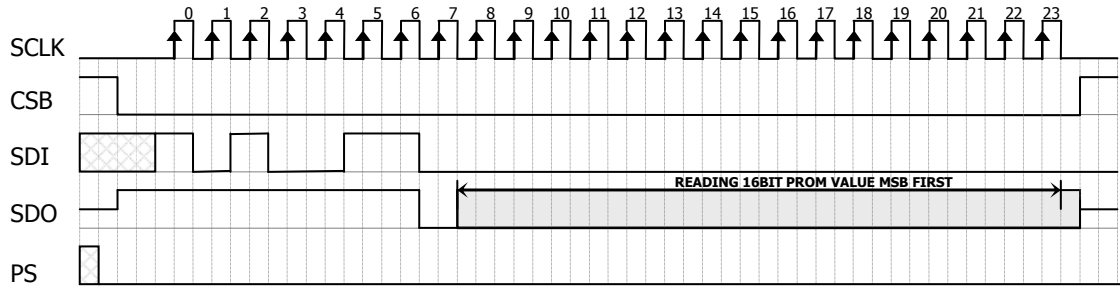 0 1 2 3 4 5 6 7 8 9 10 11 12 13 14 15 16 17 18 19 20 21 22 23
SCLK
CSB
SDI
READING 16BIT PROM VALUE MSB FIRST
SDO
PS